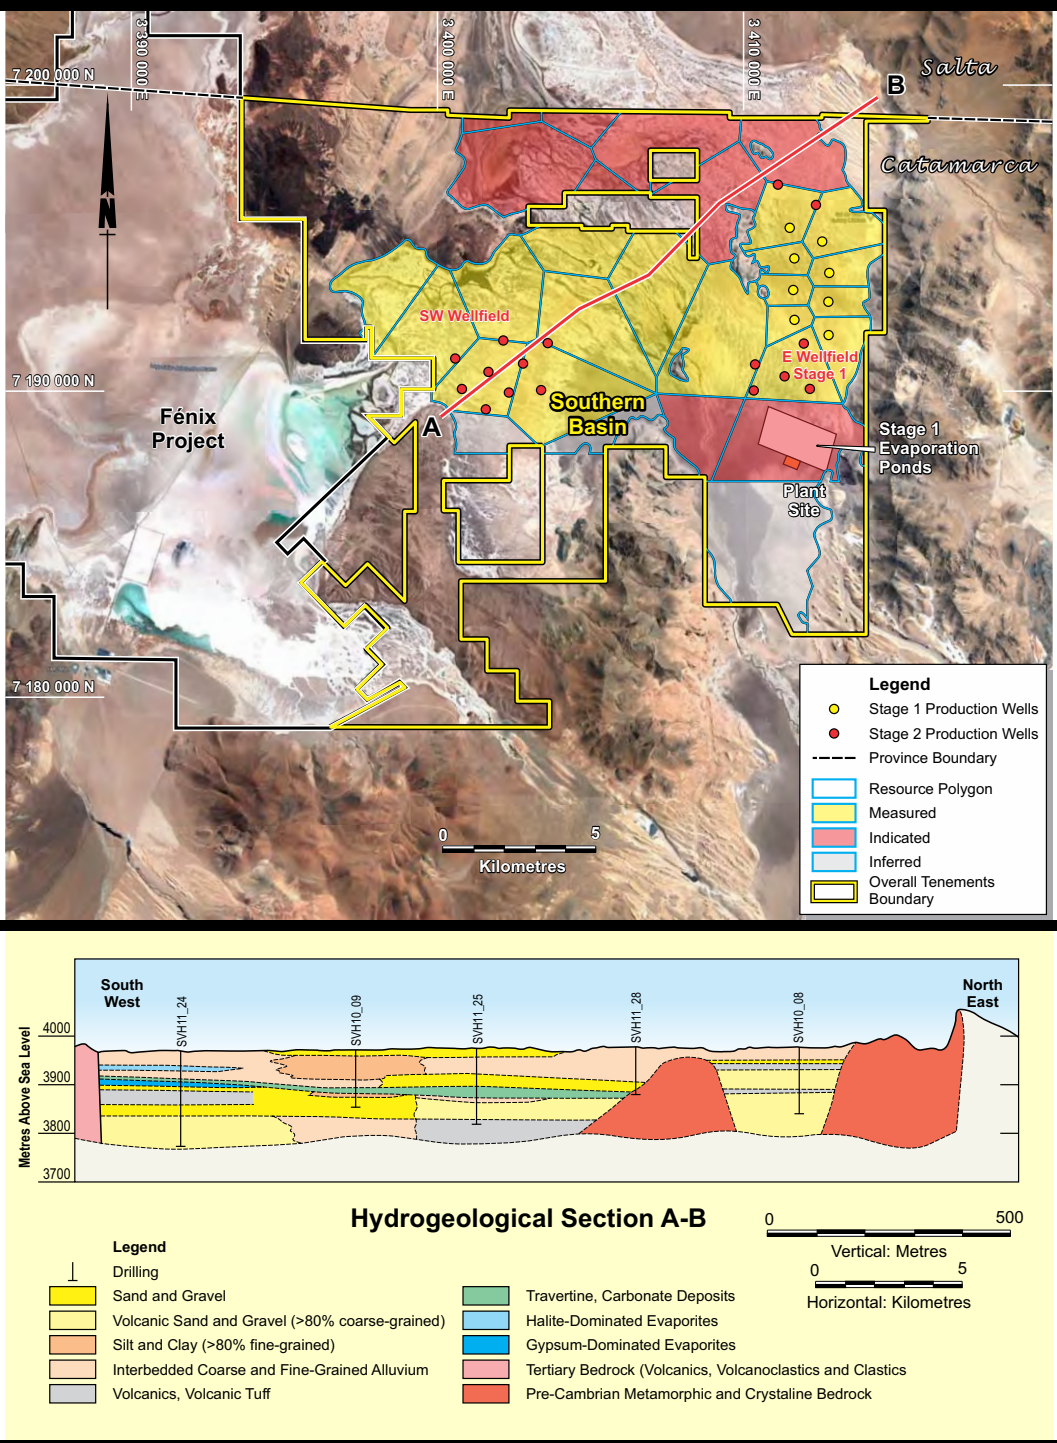 3 390 000 E
3 400 000 E
3 410 000 E
7 200 000 N
Salta
B
Catamarca
SW Wellfield
7 190 000 N
E Wellfield
Stage 1
Fénix
Project
A
Southern
Basin
Stage 1
Evaporation
Ponds
Plant
Site
N
7 180 000 N
0 5
Kilometres
Legend
Stage 1 Production Wells
Stage 2 Production Wells
Province Boundary
Resource Polygon
Measured
Indicated
Inferred
Overall Tenements
Boundary
South
West
North
East
SVH11_24
SVH10_09
SVH11_25
SVH11_28
SVH10_08
Metres Above Sea Level
4000
3900
3800
3700
Hydrogeological Section A-B
0 500
Vertical: Metres
0 5
Horizontal: Kilometres
Legend
Drilling
Sand and Gravel
Volcanic Sand and Gravel (>80% coarse-grained)
Silt and Clay (>80% fine-grained)
Interbedded Coarse and Fine-Grained Alluvium
Volcanics, Volcanic Tuff
Travertine, Carbonate Deposits
Halite-Dominated Evaporites
Gypsum-Dominated Evaporites
Tertiary Bedrock (Volcanics, Volcanoclastics and Clastics
Pre-Cambrian Metamorphic and Crystaline Bedrock